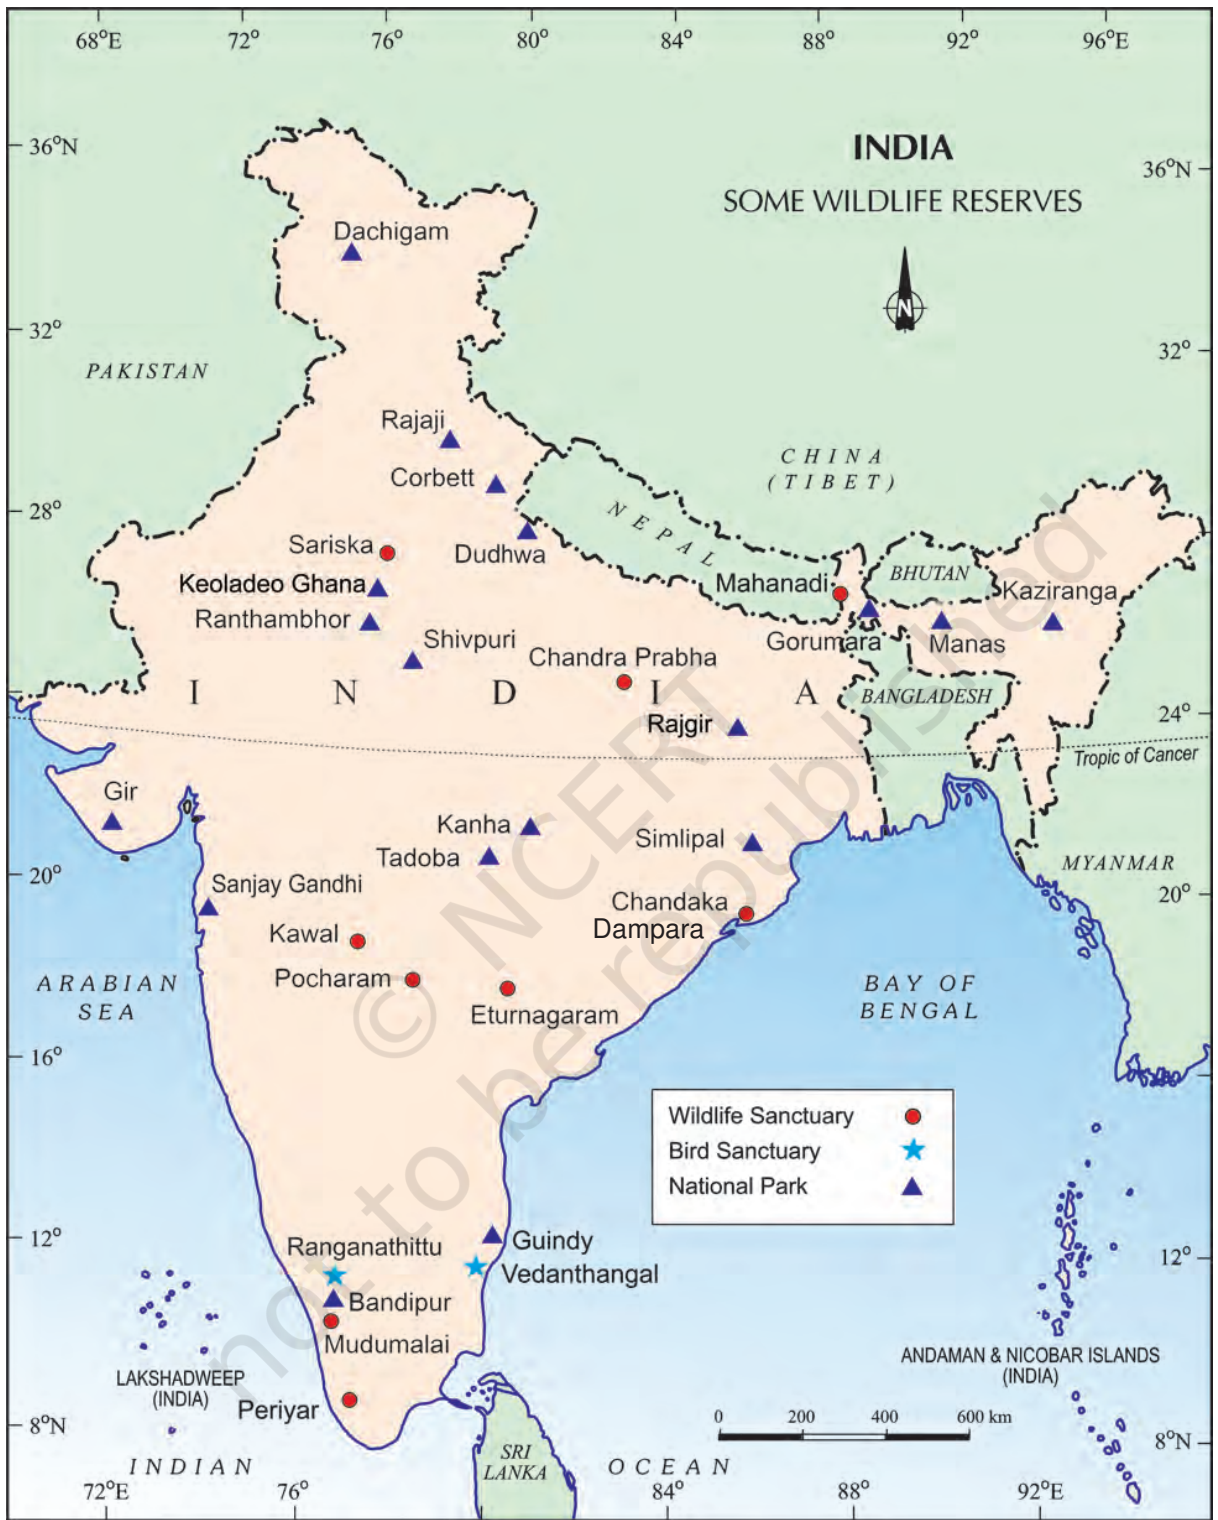 68°E 72° 76° 80° 84° 88° 92° 96°E
36°N
INDIA
36°N
SOME WILDLIFE RESERVES
Dachigam
N
32°
32°
PAKISTAN
Rajaji
CHINA
(TIBET)
Corbett
28°
NEPAL
Sariska
Dudhwa
BHUTAN
Mahanadi
Keoladeo Ghana
Kaziranga
Ranthambhor
Shivpuri
Gorumara
Manas
Chandra Prabha
I N D I A
BANGLADESH
Rajgir
24°
Tropic of Cancer
Gir
Kanha
Simlipal
Tadoba
MYANMAR
20°
Sanjay Gandhi
20°
Chandaka
Dampara
Kawal
Pocharam
ARABIAN
SEA
BAY OF
BENGAL
Eturnagaram
16°
Wildlife Sanctuary
Bird Sanctuary
National Park
12°
Guindy
Ranganathittu
12°
Vedanthangal
Bandipur
Mudumalai
ANDAMAN & NICOBAR ISLANDS
(INDIA)
LAKSHADWEEP
(INDIA)
Periyar
0 200 400 600 km
8°N
8°N
SRI
LANKA
INDIAN OCEAN
72°E 76° 84° 88° 92°E
© NCERT
not to be republished